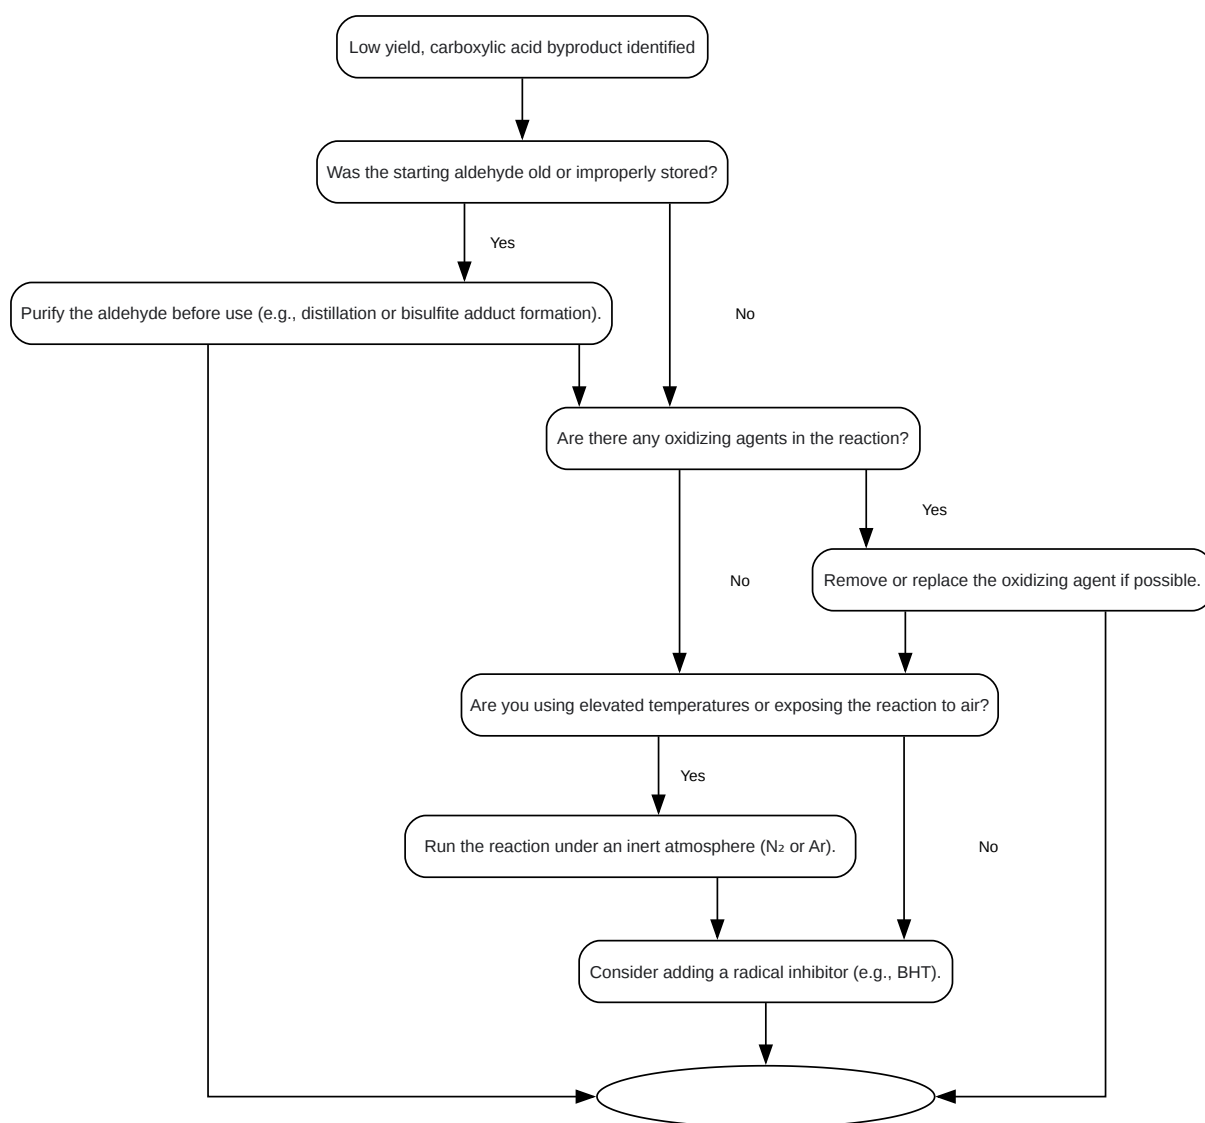 Low yield, carboxylic acid byproduct identified
Was the starting aldehyde old or improperly stored?
Yes
Purify the aldehyde before use (e.g., distillation or bisulfite adduct formation).
No
Are there any oxidizing agents in the reaction?
Yes
Remove or replace the oxidizing agent if possible.
No
Are you using elevated temperatures or exposing the reaction to air?
Yes
Run the reaction under an inert atmosphere (N₂ or Ar).
No
Consider adding a radical inhibitor (e.g., BHT).